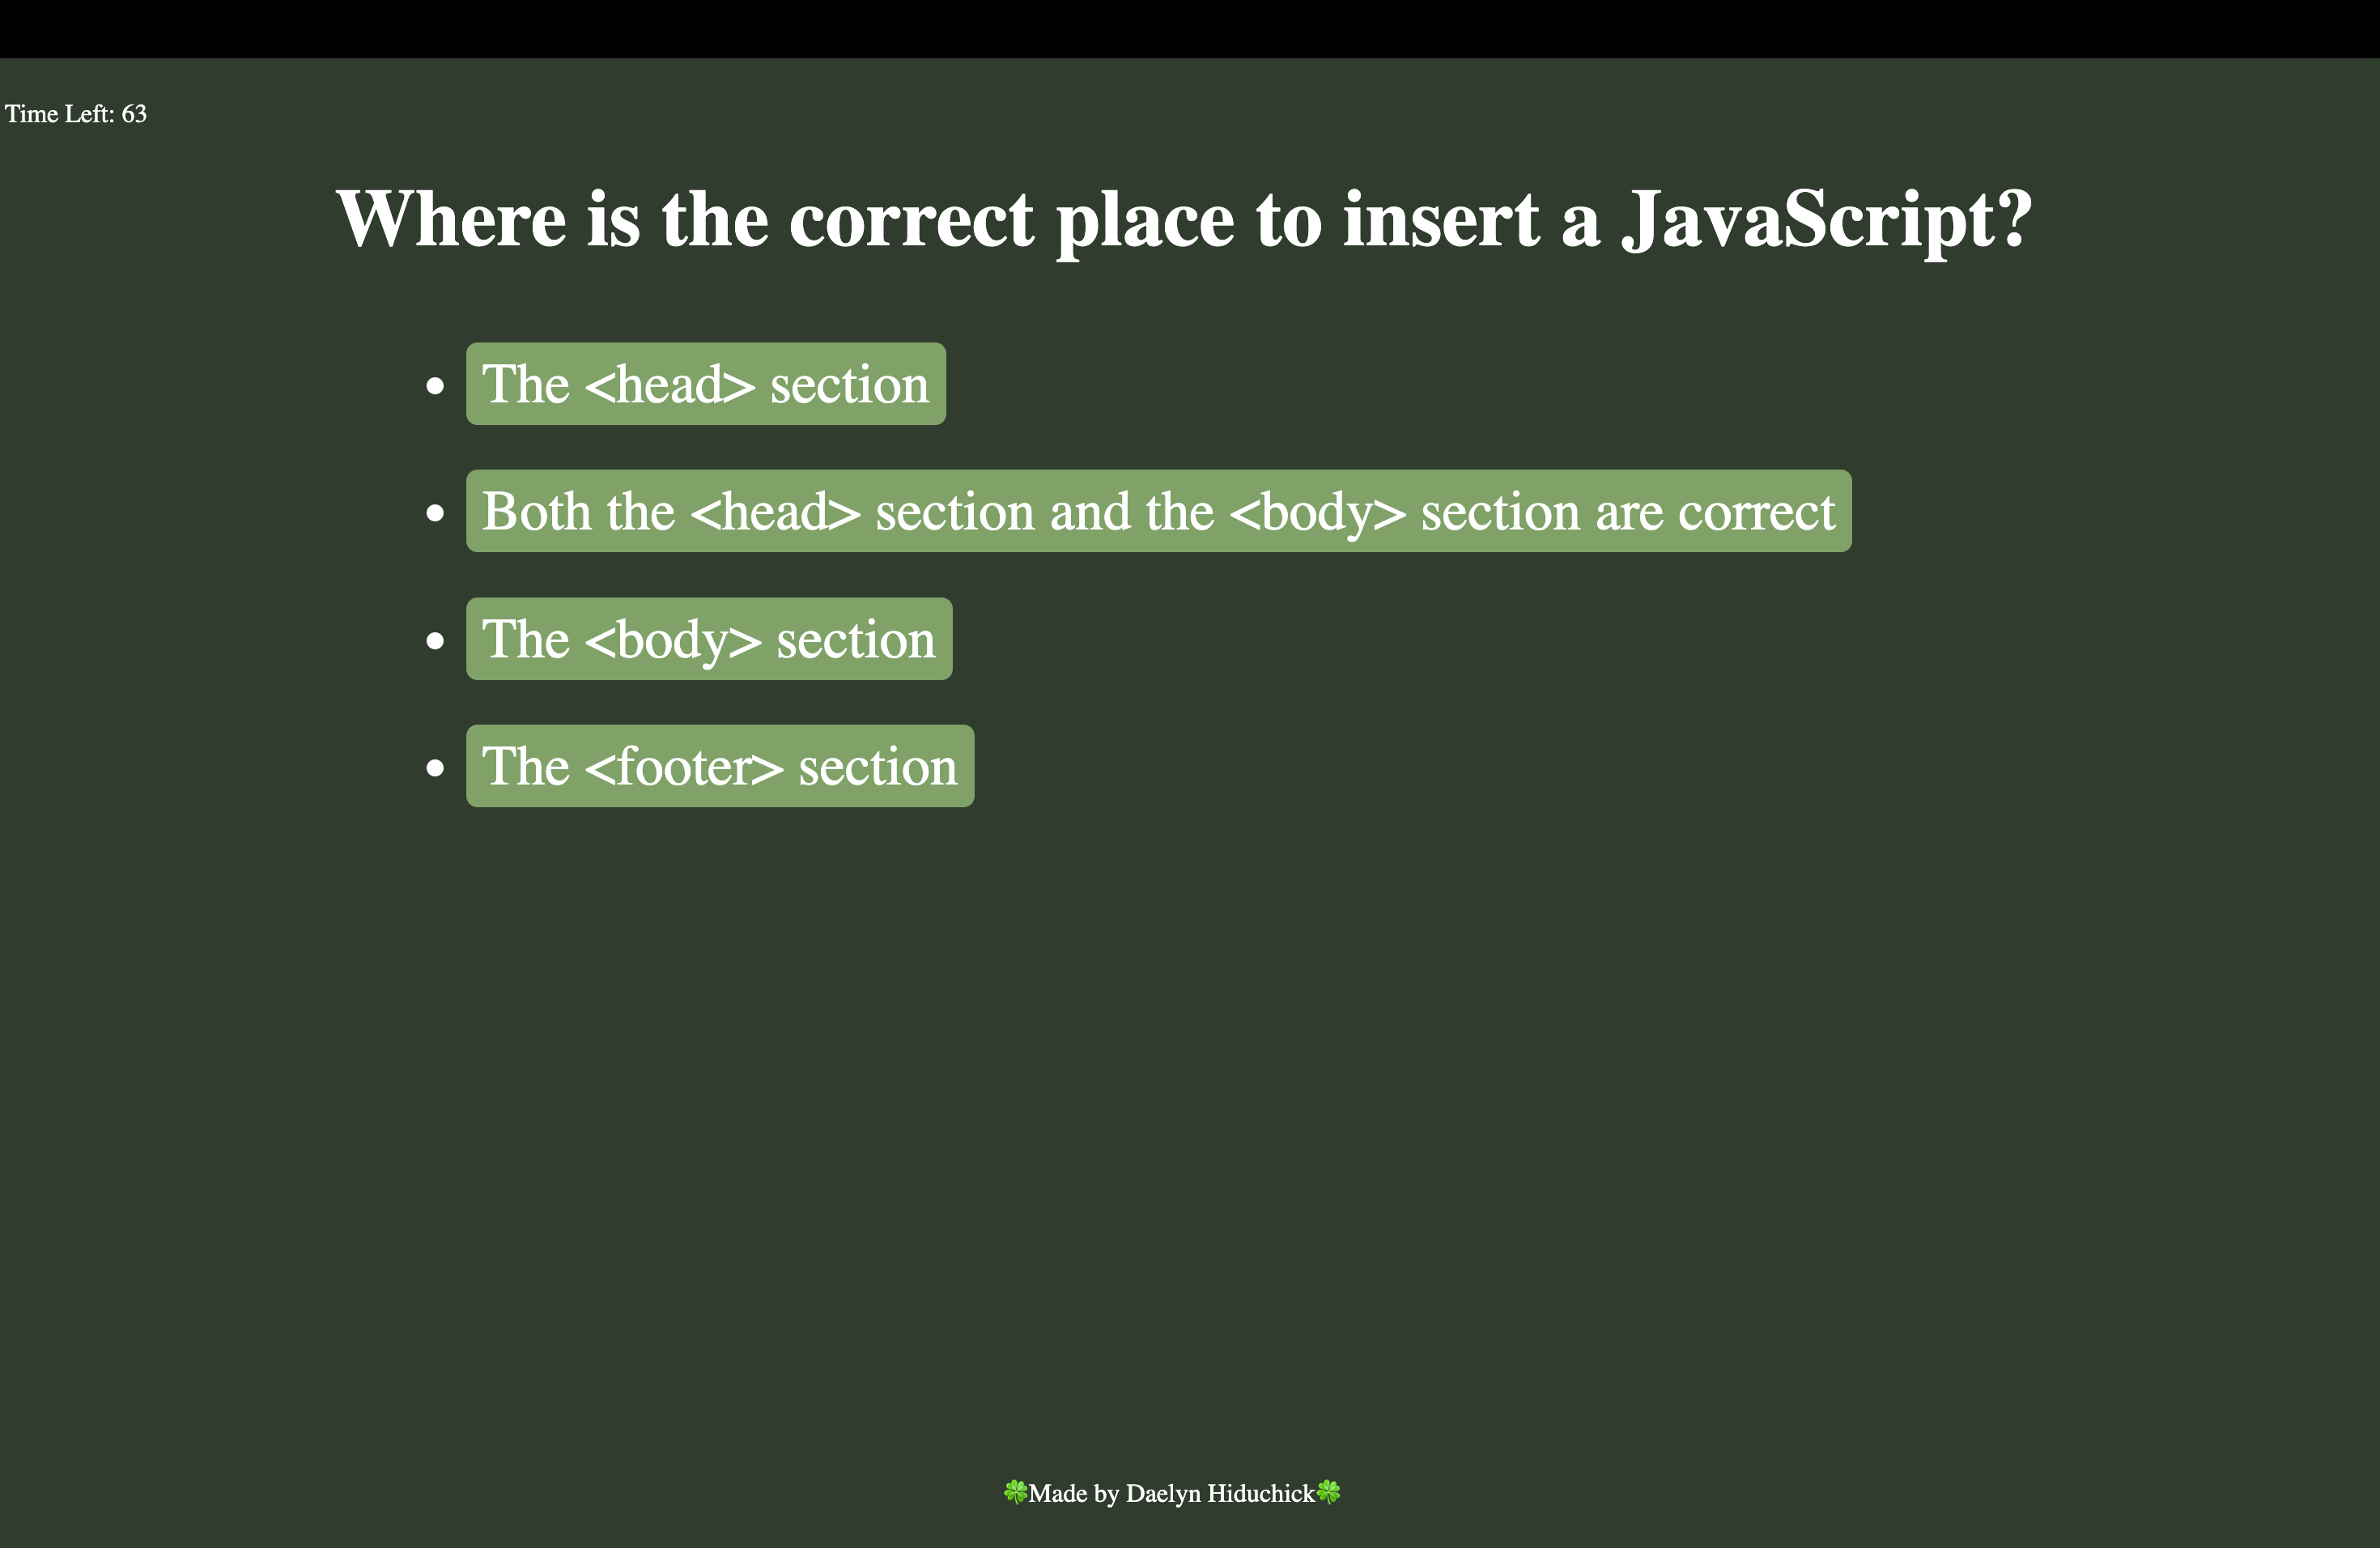 Time Left: 63
Where is the correct place to insert a JavaScript?
• The <head> section
• Both the <head> section and the <body> section are correct
• The <body> section
• The <footer> section
🍀Made by Daelyn Hiduchick🍀